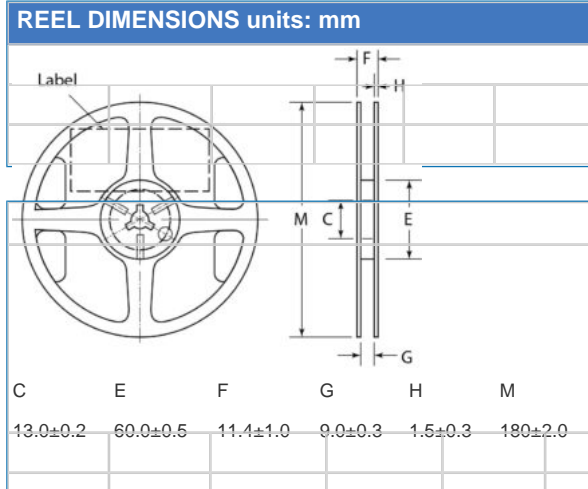 REEL DIMENSIONS units: mm
F
Label
H
M C E
G
C E F G H M
13.0±0.2 60.0±0.5 11.4±1.0 9.0±0.3 1.5±0.3 180±2.0